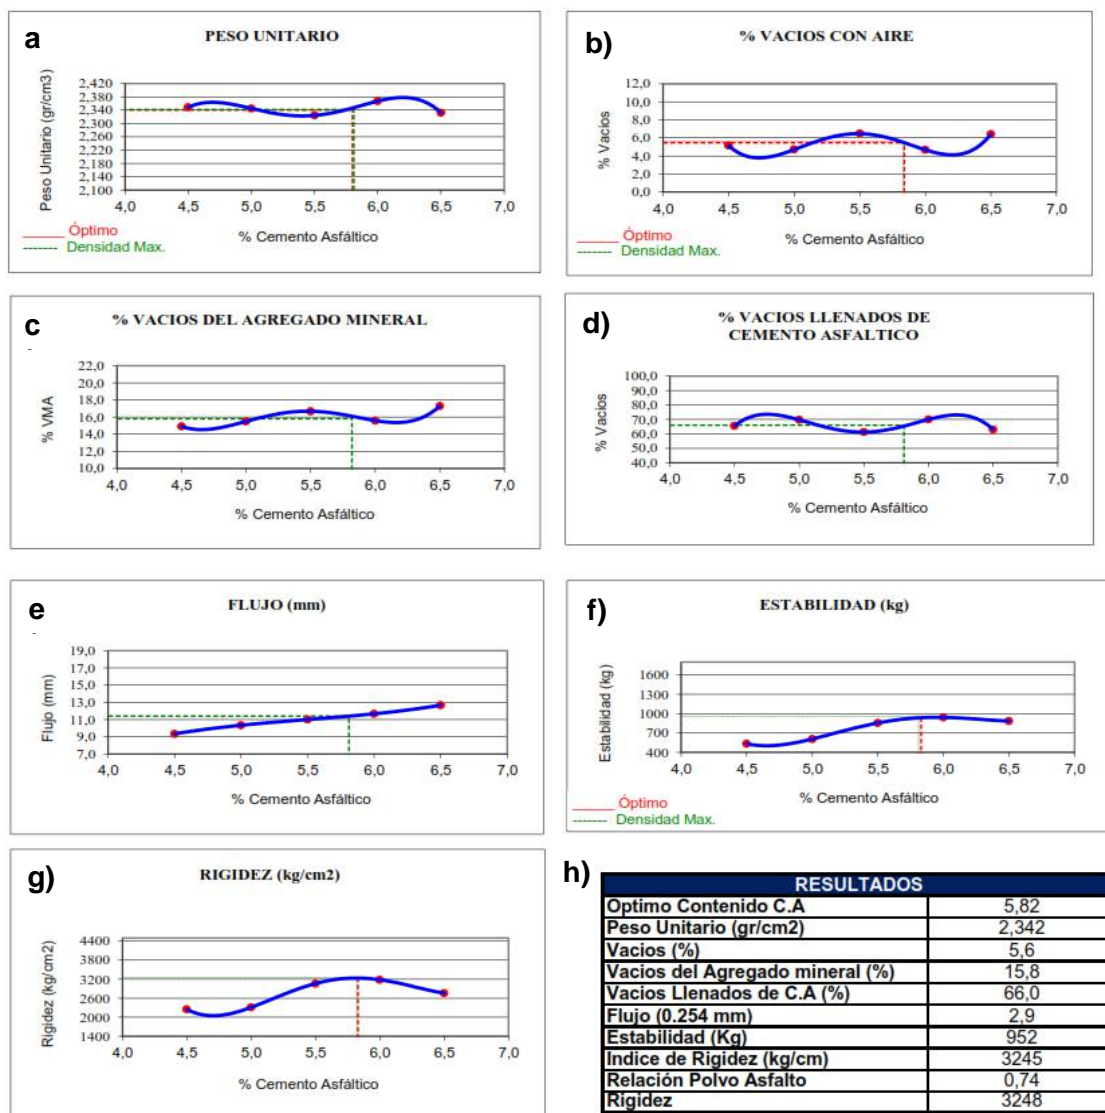 a
PESO UNITARIO
Peso Unitario (gr/cm3)
2,420
2,380
2,340
2,300
2,260
2,220
2,180
2,140
2,100
4,0 4,5 5,0 5,5 6,0 6,5 7,0
% Cemento Asfáltico
______ Óptimo
------- Densidad Max.
b)
% VACIOS CON AIRE
% Vacios
12,0
10,0
8,0
6,0
4,0
2,0
0,0
4,0 4,5 5,0 5,5 6,0 6,5 7,0
% Cemento Asfáltico
______ Óptimo
------- Densidad Max.
c
% VACIOS DEL AGREGADO MINERAL
% VMA
22,0
20,0
18,0
16,0
14,0
12,0
10,0
4,0 4,5 5,0 5,5 6,0 6,5 7,0
% Cemento Asfáltico
d)
% VACIOS LLENADOS DE
CEMENTO ASFALTICO
% Vacios
100,0
90,0
80,0
70,0
60,0
50,0
40,0
4,0 4,5 5,0 5,5 6,0 6,5 7,0
% Cemento Asfáltico
e
FLUJO (mm)
Flujo (mm)
19,0
17,0
15,0
13,0
11,0
9,0
7,0
4,0 4,5 5,0 5,5 6,0 6,5 7,0
% Cemento Asfáltico
f)
ESTABILIDAD (kg)
Estabilidad (kg)
1600
1300
1000
700
400
4,0 4,5 5,0 5,5 6,0 6,5 7,0
% Cemento Asfáltico
______ Óptimo
------- Densidad Max.
g)
RIGIDEZ (kg/cm2)
Rigidez (kg/cm2)
4400
3800
3200
2600
2000
1400
4,0 4,5 5,0 5,5 6,0 6,5 7,0
% Cemento Asfáltico
h)
RESULTADOS
Optimo Contenido C.A 5,82
Peso Unitario (gr/cm2) 2,342
Vacios (%) 5,6
Vacios del Agregado mineral (%) 15,8
Vacios Llenados de C.A (%) 66,0
Flujo (0.254 mm) 2,9
Estabilidad (Kg) 952
Indice de Rigidez (kg/cm) 3245
Relación Polvo Asfalto 0,74
Rigidez 3248